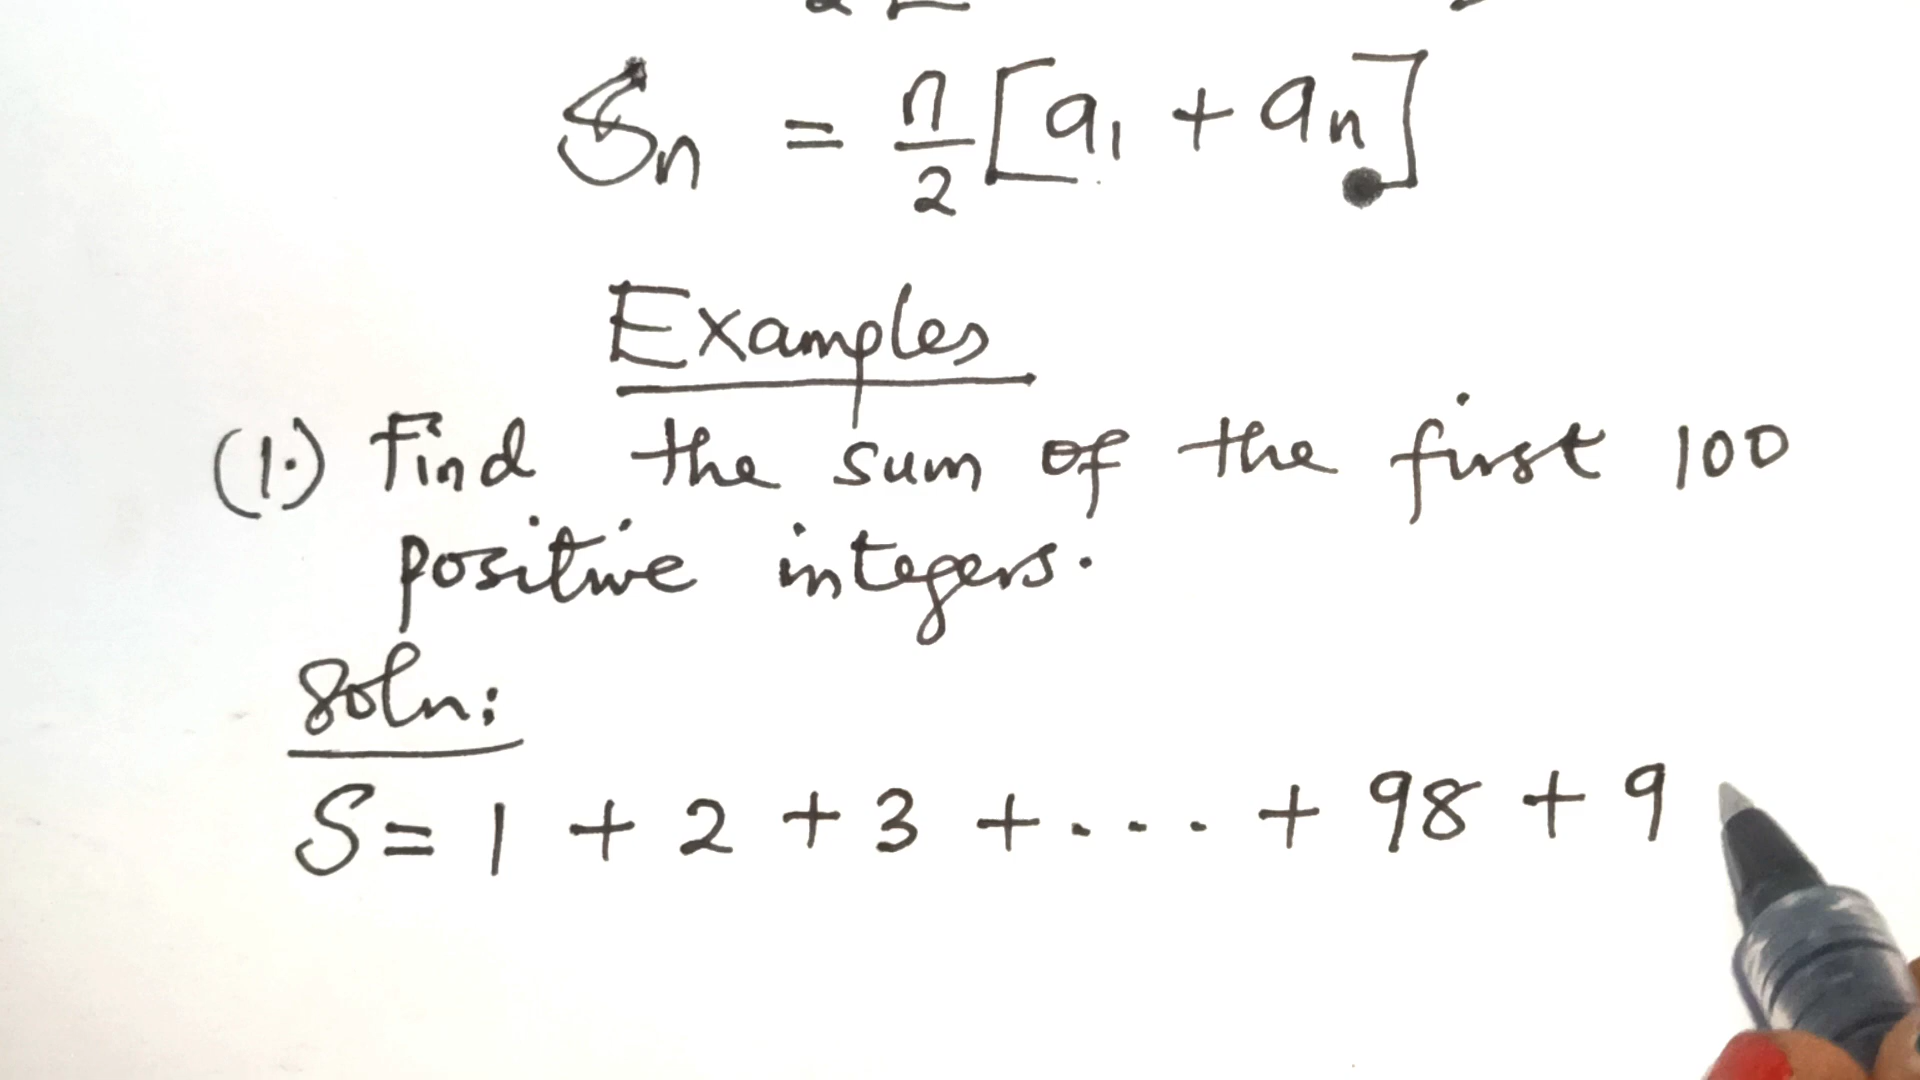 Sn = n/2 [a1 + an]
Examples
(1.) Find the sum of the first 100
positive integers.
Soln:
S = 1 + 2 + 3 + . . . + 98 + 9